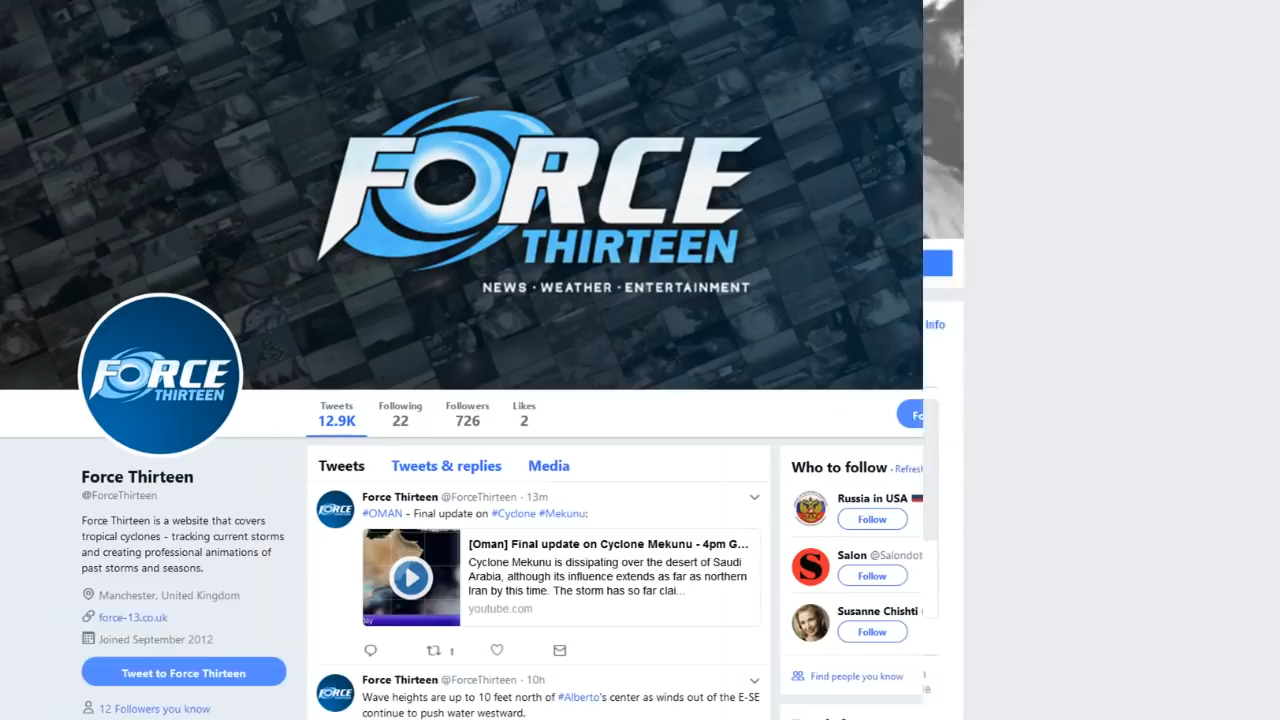 FORCE
THIRTEEN
NEWS · WEATHER · ENTERTAINMENT
FORCE
THIRTEEN
Info
Tweets
12.9K
Following
22
Followers
726
Likes
2
Fo
Force Thirteen
@ForceThirteen
Force Thirteen is a website that covers
tropical cyclones - tracking current storms
and creating professional animations of
past storms and seasons.
Manchester, United Kingdom
force-13.co.uk
Joined September 2012
Tweet to Force Thirteen
12 Followers you know
Tweets Tweets & replies Media
Force Thirteen @ForceThirteen · 13m
#OMAN - Final update on #Cyclone #Mekunu:
[Oman] Final update on Cyclone Mekunu - 4pm G...
Cyclone Mekunu is dissipating over the desert of Saudi
Arabia, although its influence extends as far as northern
Iran by this time. The storm has so far clai...
youtube.com
1
Force Thirteen @ForceThirteen · 10h
Wave heights are up to 10 feet north of #Alberto's center as winds out of the E-SE
continue to push water westward.
Who to follow · Refresh
Russia in USA
Follow
Salon @Salondot
Follow
Susanne Chishti
Follow
Find people you know